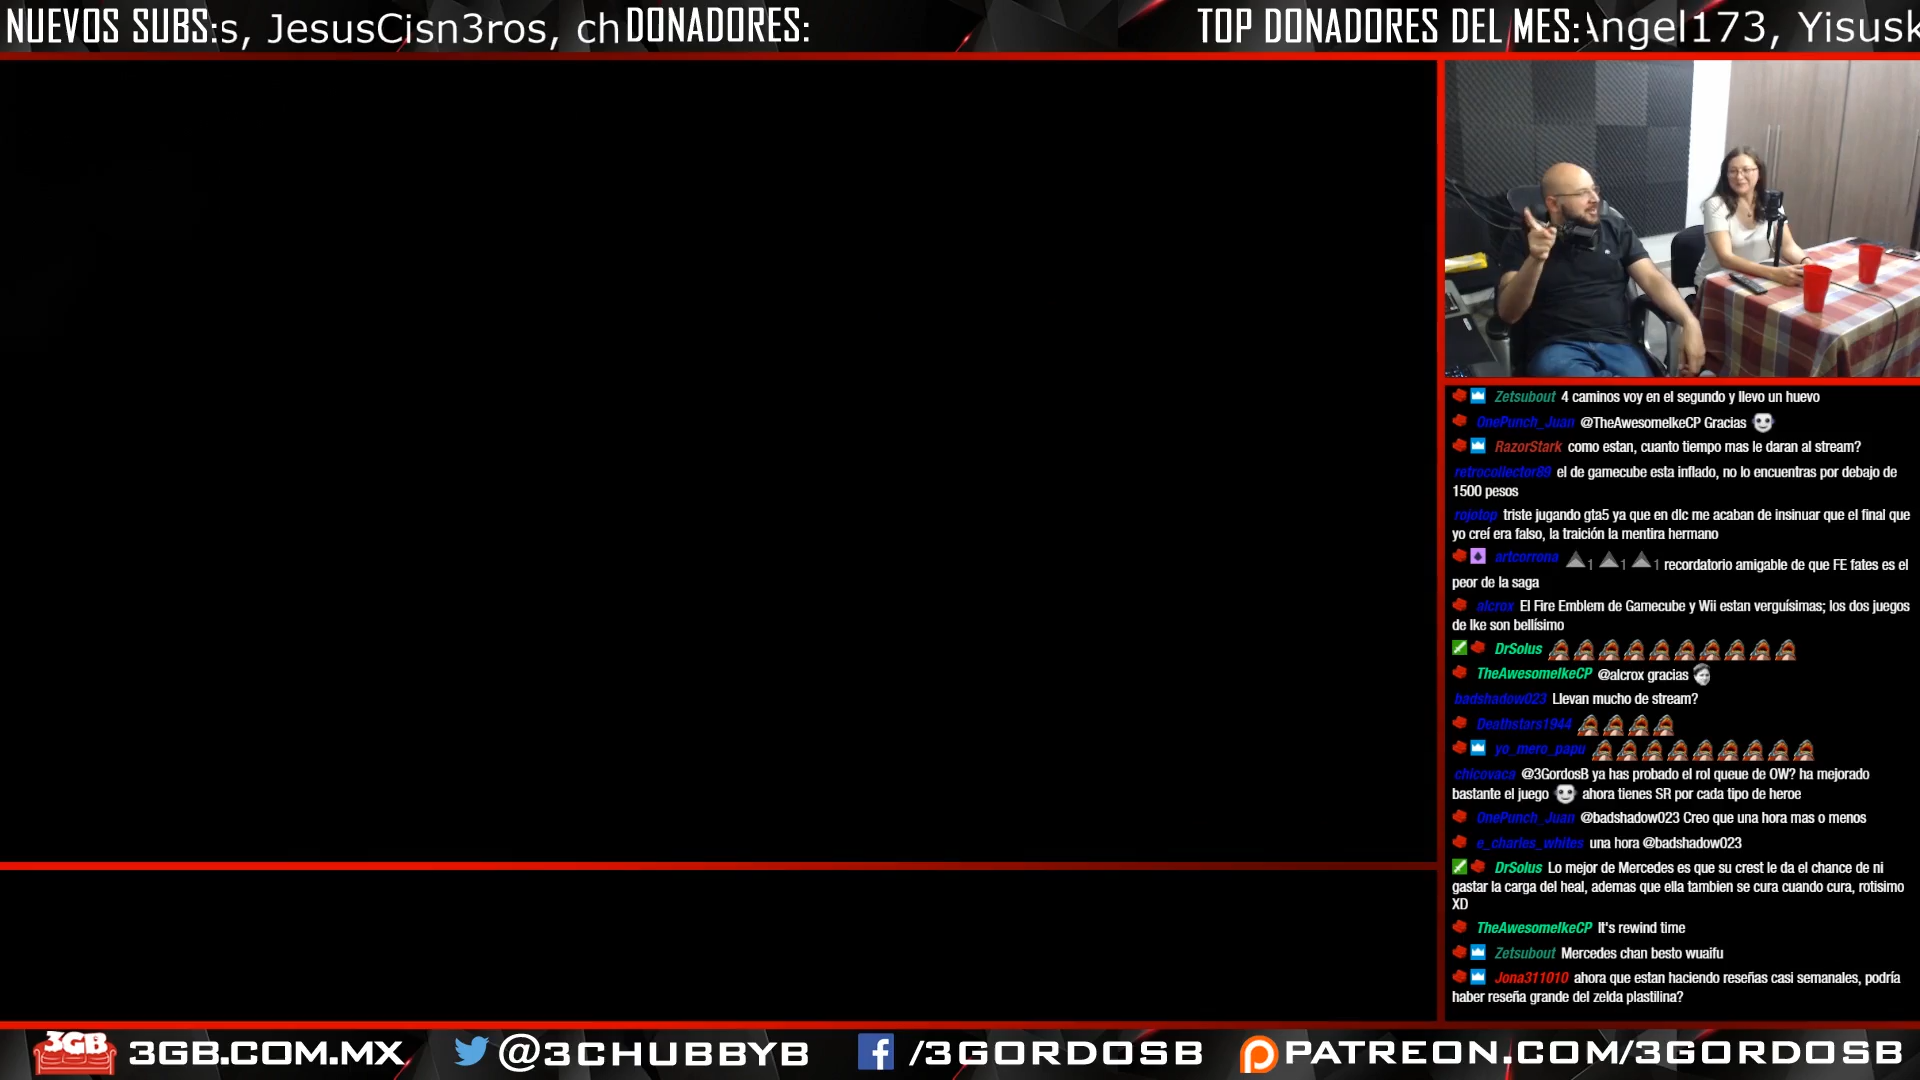 NUEVOS SUBS: s, JesusCisn3ros, ch DONADORES: TOP DONADORES DEL MES: Angel173, Yisusk
Zetsubout 4 caminos voy en el segundo y llevo un huevo
OnePunch_Juan @TheAwesomeIkeCP Gracias
RazorStark como estan, cuanto tiempo mas le daran al stream?
retrocollector89 el de gamecube esta inflado, no lo encuentras por debajo de
1500 pesos
rojotop triste jugando gta5 ya que en dlc me acaban de insinuar que el final que
yo creí era falso, la traición la mentira hermano
artcorrona 1 1 1 recordatorio amigable de que FE fates es el
peor de la saga
alcrox El Fire Emblem de Gamecube y Wii estan verguísimas; los dos juegos
de Ike son bellísimo
DrSolus
TheAwesomeIkeCP @alcrox gracias
badshadow023 Llevan mucho de stream?
Deathstars1944
yo_mero_papu
chicovaca @3GordosB ya has probado el rol queue de OW? ha mejorado
bastante el juego ahora tienes SR por cada tipo de heroe
OnePunch_Juan @badshadow023 Creo que una hora mas o menos
e_charles_whites una hora @badshadow023
DrSolus Lo mejor de Mercedes es que su crest le da el chance de ni
gastar la carga del heal, ademas que ella tambien se cura cuando cura, rotisimo
XD
TheAwesomeIkeCP It's rewind time
Zetsubout Mercedes chan besto wuaifu
Jona311010 ahora que estan haciendo reseñas casi semanales, podría
haber reseña grande del zelda plastilina?
3GB 3GB.COM.MX @3CHUBBYB /3GORDOSB PATREON.COM/3GORDOSB